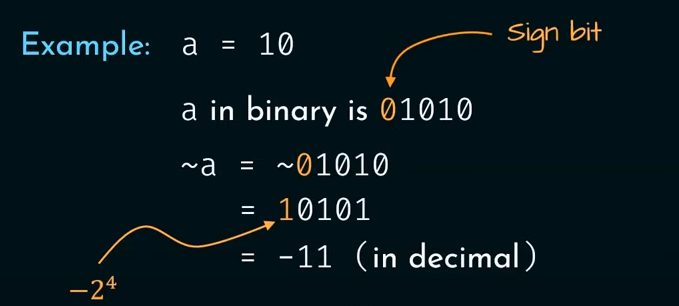 Example: a = 10
Sign bit
a in binary is 01010
~a = ~01010
= 10101
= -11 (in decimal)
−2⁴